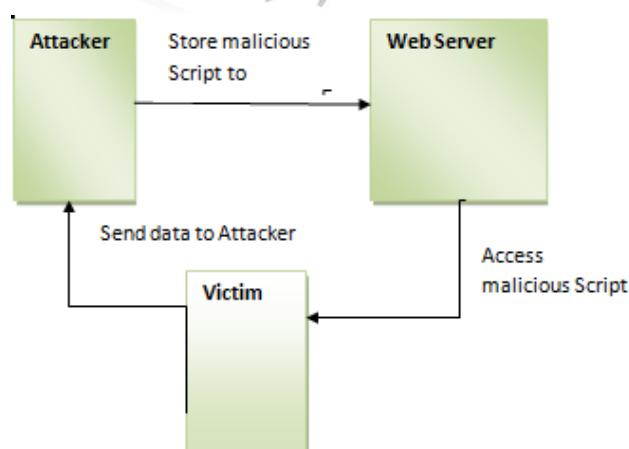 Attacker
Store malicious
Script to
Web Server
Send data to Attacker
Access
malicious Script
Victim